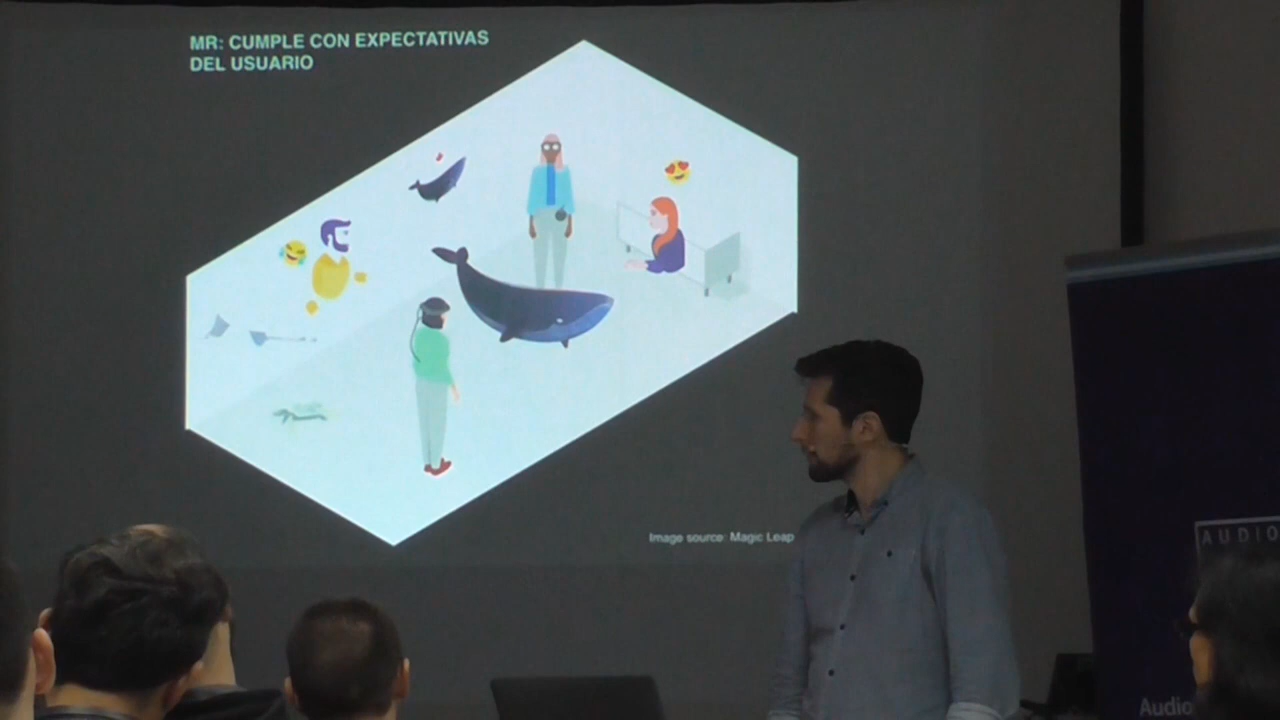 MR: CUMPLE CON EXPECTATIVAS
DEL USUARIO
Image source: Magic Leap
AUDIO
Audio